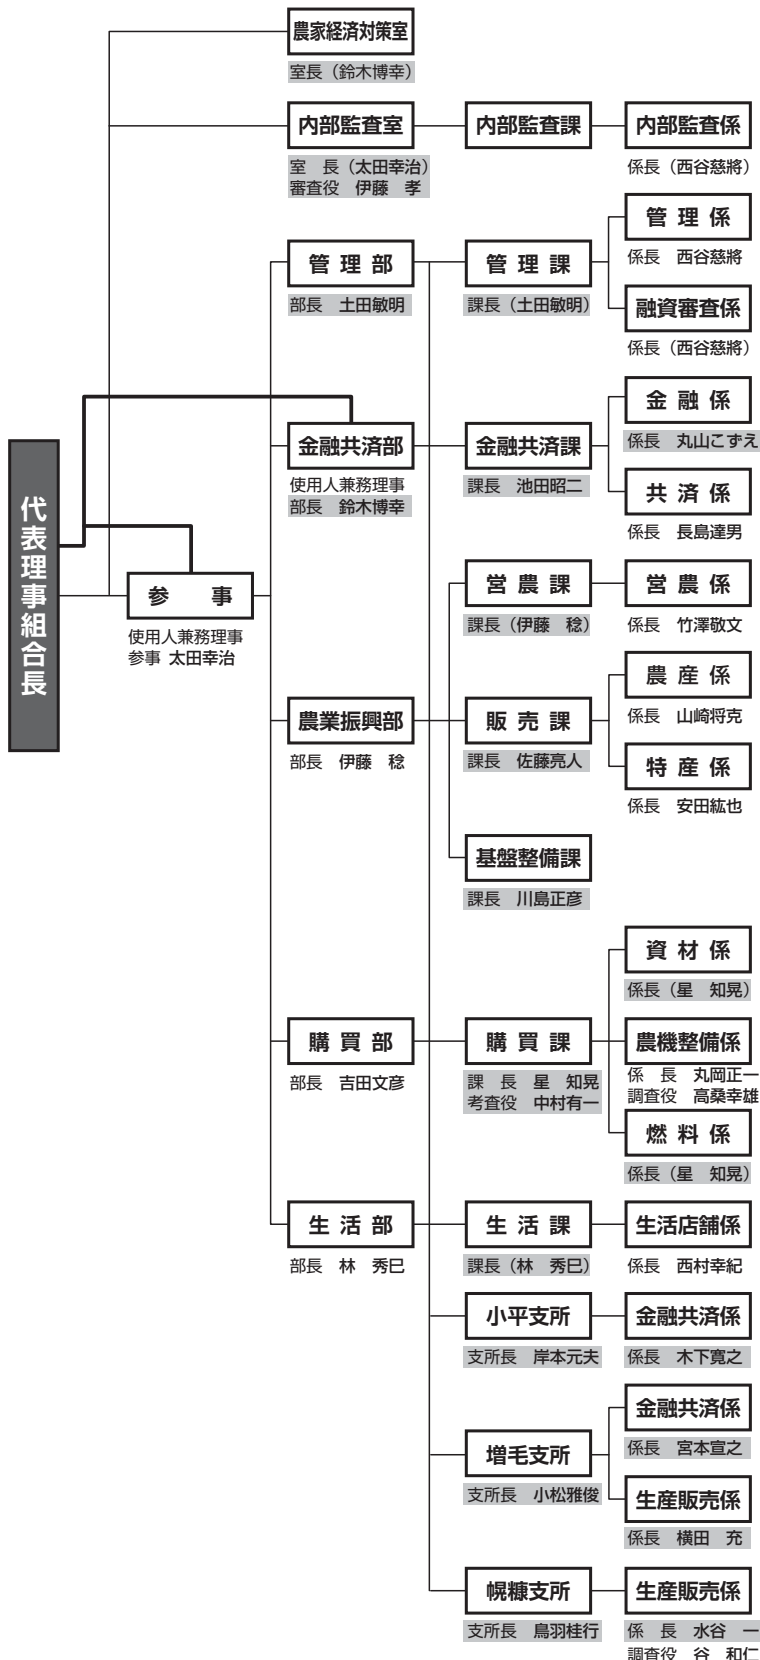 農家経済対策室
室長（鈴木博幸）
内部監査室
室　長（太田幸治）
審査役　伊藤　孝
内部監査課
内部監査係
係長（西谷慈將）
管理部
部長　土田敏明
管理課
課長（土田敏明）
管理係
係長　西谷慈將
融資審査係
係長（西谷慈將）
代表理事組合長
参　事
使用人兼務理事
参事 太田幸治
金融共済部
使用人兼務理事
部長　鈴木博幸
金融共済課
課長　池田昭二
金融係
係長　丸山こずえ
共済係
係長　長島達男
農業振興部
部長　伊藤　稔
営農課
課長（伊藤　稔）
営農係
係長　竹澤敬文
販売課
課長　佐藤亮人
農産係
係長　山崎将克
特産係
係長　安田紘也
基盤整備課
課長　川島正彦
購買部
部長　吉田文彦
購買課
課　長　星　知晃
考査役　中村有一
資材係
係長（星　知晃）
農機整備係
係　長　丸岡正一
調査役　高桑幸雄
燃料係
係長（星　知晃）
生活部
部長　林　秀巳
生活課
課長（林　秀巳）
生活店舗係
係長　西村幸紀
小平支所
支所長　岸本元夫
金融共済係
係長　木下寛之
増毛支所
支所長　小松雅俊
金融共済係
係長　宮本宣之
生産販売係
係長　横田　充
幌糠支所
支所長　鳥羽桂行
生産販売係
係　長　水谷　一
調査役　谷　和仁